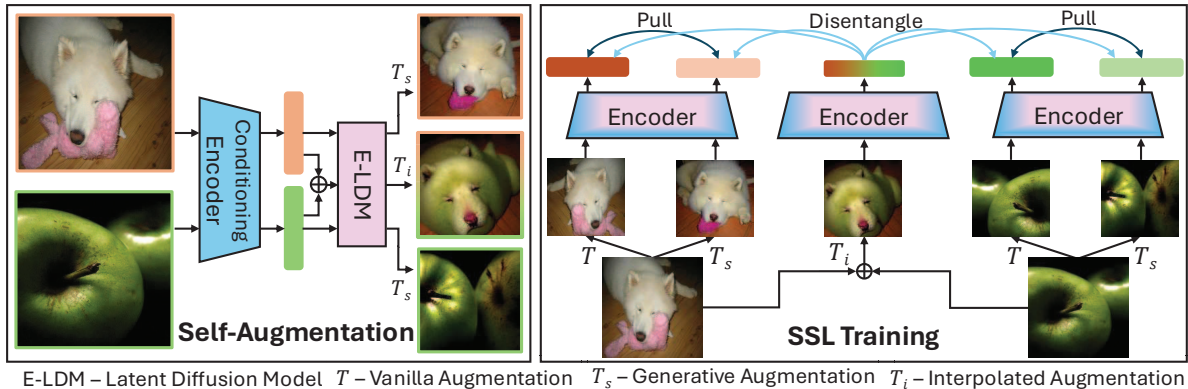 Conditioning
Encoder
E-LDM
T_s
T_i
T_s
Self-Augmentation
Pull
Disentangle
Pull
Encoder
Encoder
Encoder
T
T_s
T_i
T
T_s
SSL Training
E-LDM – Latent Diffusion Model T – Vanilla Augmentation T_s – Generative Augmentation T_i – Interpolated Augmentation